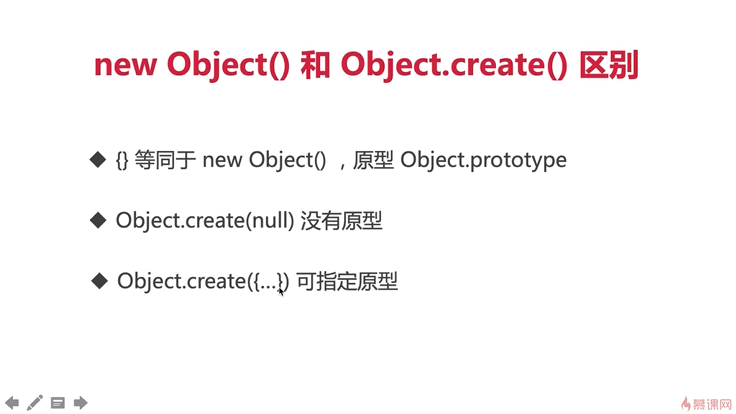 new Object() 和 Object.create() 区别
◆ {} 等同于 new Object() ，原型 Object.prototype
◆ Object.create(null) 没有原型
◆ Object.create({...}) 可指定原型
慕课网